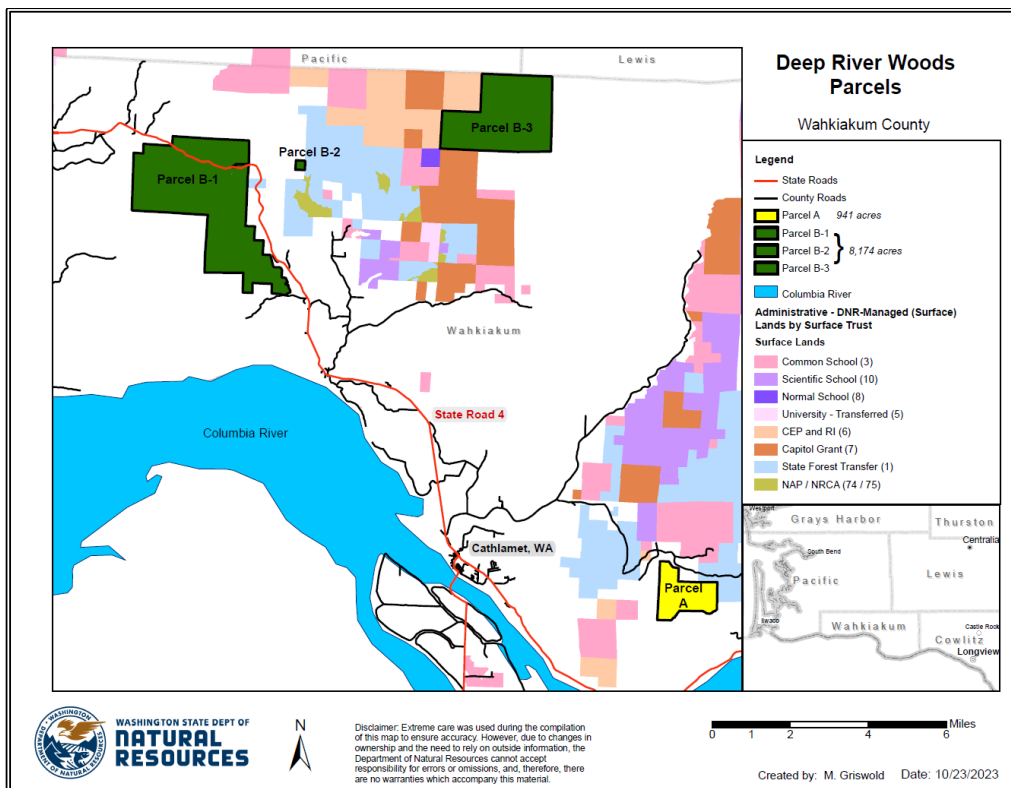 Pacific
Lewis
Parcel B-3
Parcel B-2
Parcel B-1
Wahkiakum
State Road 4
Columbia River
Cathlamet, WA
Parcel
A
Deep River Woods
Parcels
Wahkiakum County
Legend
State Roads
County Roads
Parcel A 941 acres
Parcel B-1
Parcel B-2 } 8,174 acres
Parcel B-3
Columbia River
Administrative - DNR-Managed (Surface)
Lands by Surface Trust
Surface Lands
Common School (3)
Scientific School (10)
Normal School (8)
University - Transferred (5)
CEP and RI (6)
Capitol Grant (7)
State Forest Transfer (1)
NAP / NRCA (74 / 75)
Westport
Grays Harbor
Thurston
Centralia
South Bend
Pacific
Lewis
Ilwaco
Wahkiakum
Castle Rock
Cowlitz
Longview
WASHINGTON STATE DEPT OF
NATURAL
RESOURCES
WASHINGTON
DEPARTMENT OF NATURAL RESOURCES
N
Disclaimer: Extreme care was used during the compilation
of this map to ensure accuracy. However, due to changes in
ownership and the need to rely on outside information, the
Department of Natural Resources cannot accept
responsibility for errors or omissions, and, therefore, there
are no warranties which accompany this material.
Miles
0 1 2 4 6
Created by: M. Griswold Date: 10/23/2023